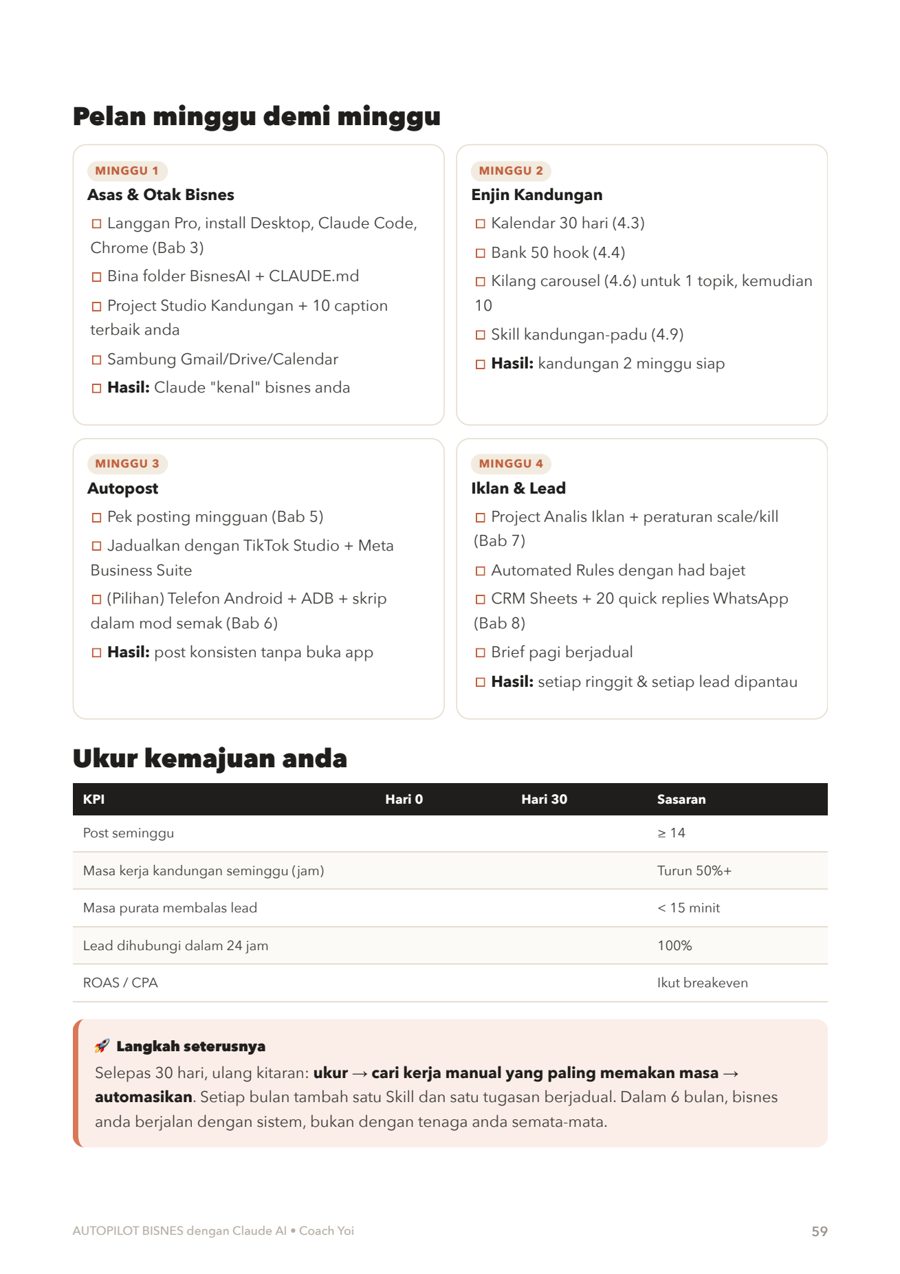 Pelan minggu demi minggu
MINGGU 1
Asas & Otak Bisnes
☐ Langgan Pro, install Desktop, Claude Code,
Chrome (Bab 3)
☐ Bina folder BisnesAI + CLAUDE.md
☐ Project Studio Kandungan + 10 caption
terbaik anda
☐ Sambung Gmail/Drive/Calendar
☐ Hasil: Claude "kenal" bisnes anda
MINGGU 2
Enjin Kandungan
☐ Kalendar 30 hari (4.3)
☐ Bank 50 hook (4.4)
☐ Kilang carousel (4.6) untuk 1 topik, kemudian
10
☐ Skill kandungan-padu (4.9)
☐ Hasil: kandungan 2 minggu siap
MINGGU 3
Autopost
☐ Pek posting mingguan (Bab 5)
☐ Jadualkan dengan TikTok Studio + Meta
Business Suite
☐ (Pilihan) Telefon Android + ADB + skrip
dalam mod semak (Bab 6)
☐ Hasil: post konsisten tanpa buka app
MINGGU 4
Iklan & Lead
☐ Project Analis Iklan + peraturan scale/kill
(Bab 7)
☐ Automated Rules dengan had bajet
☐ CRM Sheets + 20 quick replies WhatsApp
(Bab 8)
☐ Brief pagi berjadual
☐ Hasil: setiap ringgit & setiap lead dipantau
Ukur kemajuan anda
KPI Hari 0 Hari 30 Sasaran
Post seminggu ≥ 14
Masa kerja kandungan seminggu (jam) Turun 50%+
Masa purata membalas lead < 15 minit
Lead dihubungi dalam 24 jam 100%
ROAS / CPA Ikut breakeven
🚀 Langkah seterusnya
Selepas 30 hari, ulang kitaran: ukur → cari kerja manual yang paling memakan masa →
automasikan. Setiap bulan tambah satu Skill dan satu tugasan berjadual. Dalam 6 bulan, bisnes
anda berjalan dengan sistem, bukan dengan tenaga anda semata-mata.
AUTOPILOT BISNES dengan Claude AI • Coach Yoi 59